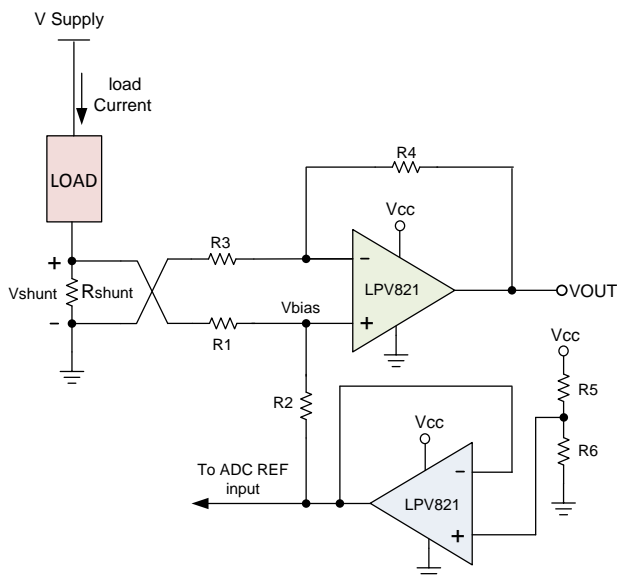 V Supply
load
Current
LOAD
R4
Vcc
R3
+
-
LPV821
VOUT
Vshunt
Rshunt
Vbias
-
+
R1
Vcc
R5
R2
Vcc
R6
To ADC REF
input
-
LPV821
+